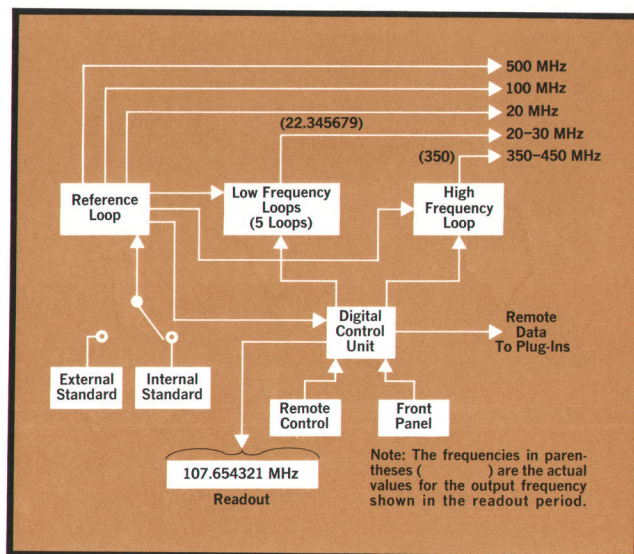 500 MHz
100 MHz
20 MHz
(22.345679)
20–30 MHz
(350)
350–450 MHz
Reference
Loop
Low Frequency
Loops
(5 Loops)
High
Frequency
Loop
Digital
Control
Unit
Remote
Data
To Plug-Ins
External
Standard
Internal
Standard
Remote
Control
Front
Panel
107.654321 MHz
Readout
Note: The frequencies in paren-
theses ( ) are the actual
values for the output frequency
shown in the readout period.